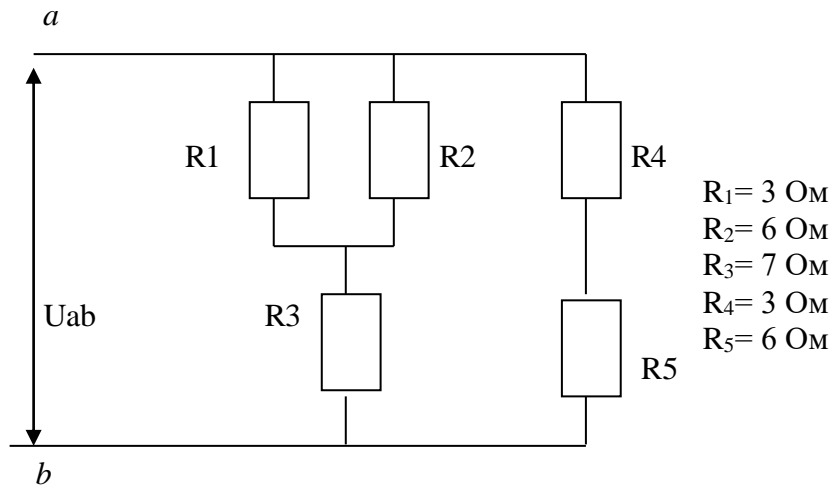 a
R1
R2
R4
R₁= 3 Ом
R₂= 6 Ом
R₃= 7 Ом
R₄= 3 Ом
R₅= 6 Ом
Uab
R3
R5
b